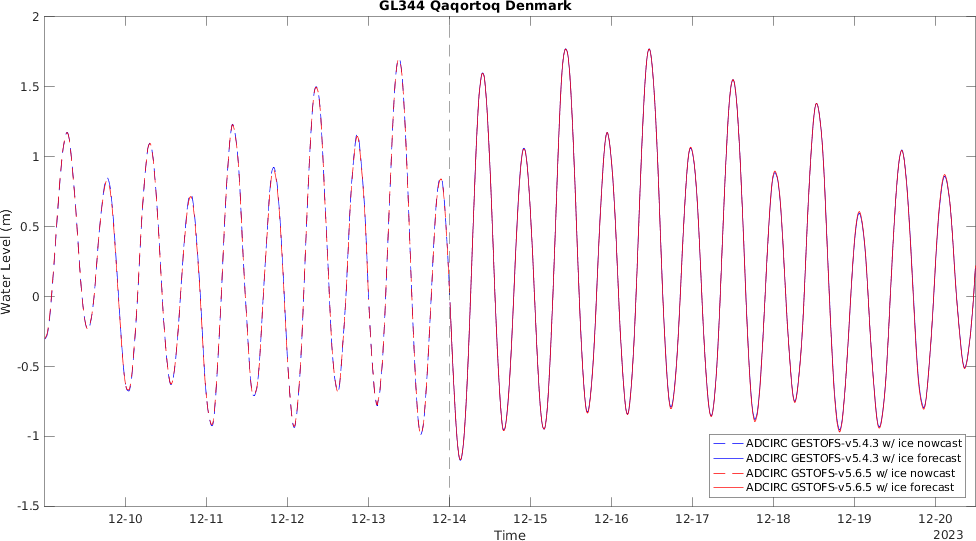 GL344 Qaqortoq Denmark
2
1.5
1
0.5
0
-0.5
-1
-1.5
Water Level (m)
ADCIRC GESTOFS-v5.4.3 w/ ice nowcast
ADCIRC GESTOFS-v5.4.3 w/ ice forecast
ADCIRC GSTOFS-v5.6.5 w/ ice nowcast
ADCIRC GSTOFS-v5.6.5 w/ ice forecast
12-10 12-11 12-12 12-13 12-14 12-15 12-16 12-17 12-18 12-19 12-20
Time 2023